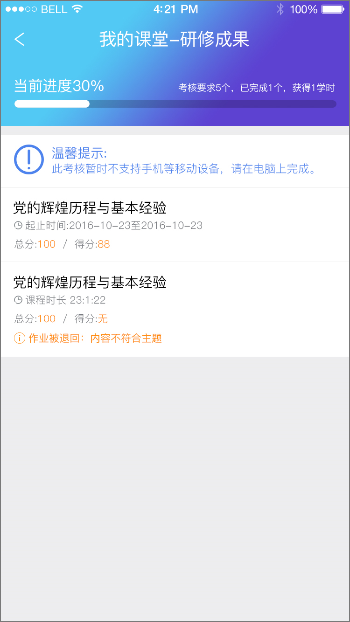 BELL 4:21 PM 100%
我的课堂-研修成果
当前进度30% 考核要求5个，已完成1个，获得1学时
温馨提示:
此考核暂时不支持手机等移动设备，请在电脑上完成。
党的辉煌历程与基本经验
起止时间:2016-10-23至2016-10-23
总分:100 / 得分:88
党的辉煌历程与基本经验
课程时长 23:1:22
总分:100 / 得分:无
作业被退回：内容不符合主题